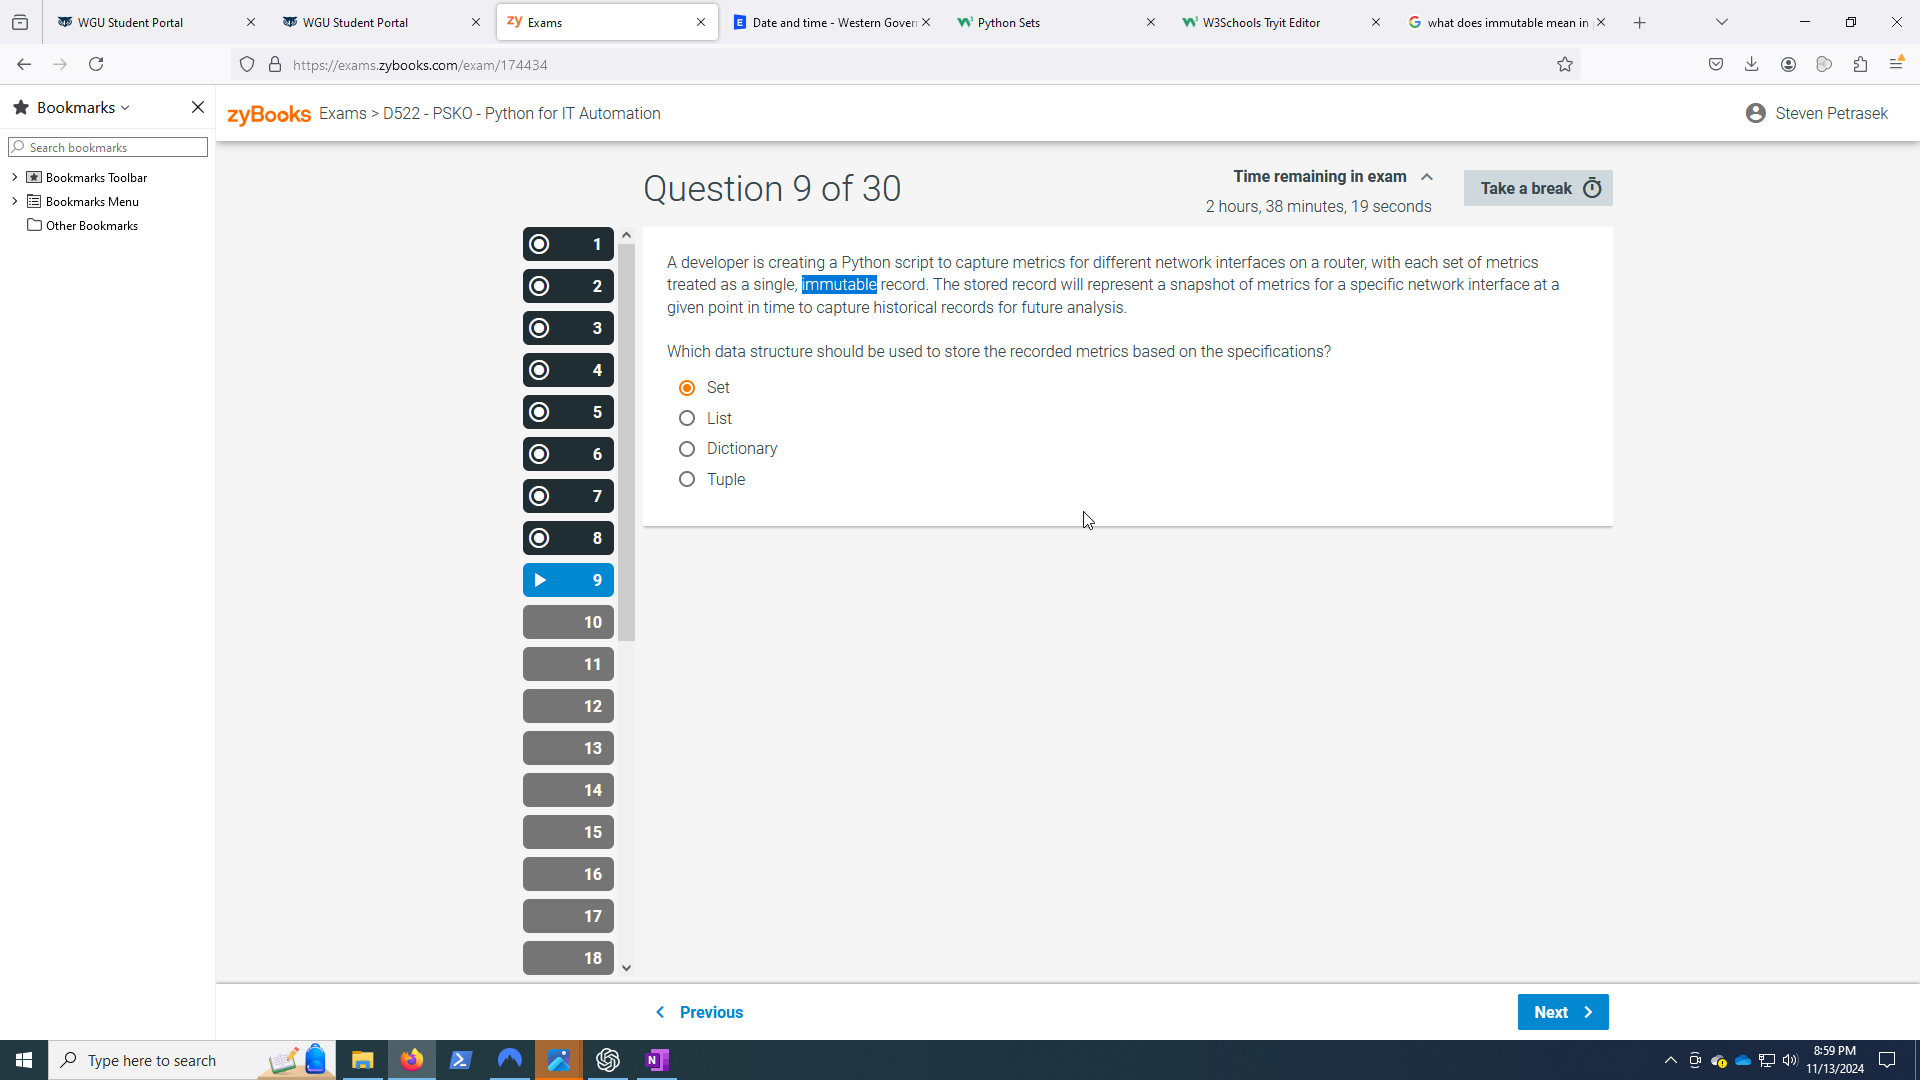 WGU Student Portal
WGU Student Portal
zy Exams
Date and time - Western Gover
Python Sets
W3Schools Tryit Editor
what does immutable mean in
https://exams.zybooks.com/exam/174434
Bookmarks
Search bookmarks
Bookmarks Toolbar
Bookmarks Menu
Other Bookmarks
zyBooks Exams > D522 - PSKO - Python for IT Automation
Steven Petrasek
Question 9 of 30
Time remaining in exam
2 hours, 38 minutes, 19 seconds
Take a break
1
2
3
4
5
6
7
8
9
10
11
12
13
14
15
16
17
18
A developer is creating a Python script to capture metrics for different network interfaces on a router, with each set of metrics
treated as a single, immutable record. The stored record will represent a snapshot of metrics for a specific network interface at a
given point in time to capture historical records for future analysis.
Which data structure should be used to store the recorded metrics based on the specifications?
Set
List
Dictionary
Tuple
Previous
Next
Type here to search
8:59 PM
11/13/2024